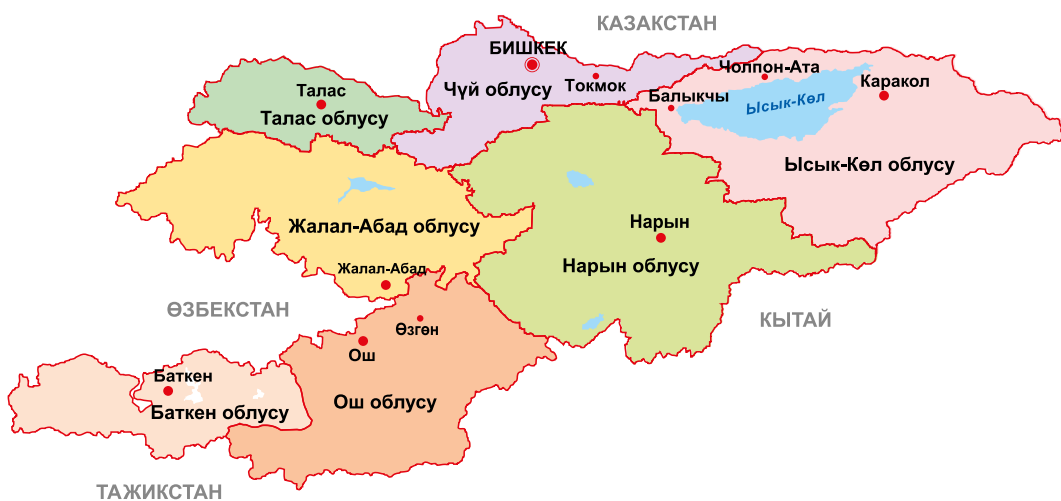 КАЗАКСТАН
БИШКЕК
Чүй облусу
Токмок
Чолпон-Ата
Каракол
Балыкчы
Ысык-Көл
Ысык-Көл облусу
Талас
Талас облусу
Жалал-Абад облусу
Жалал-Абад
Нарын
Нарын облусу
ӨЗБЕКСТАН
КЫТАЙ
Өзгөн
Ош
Ош облусу
Баткен
Баткен облусу
ТАЖИКСТАН